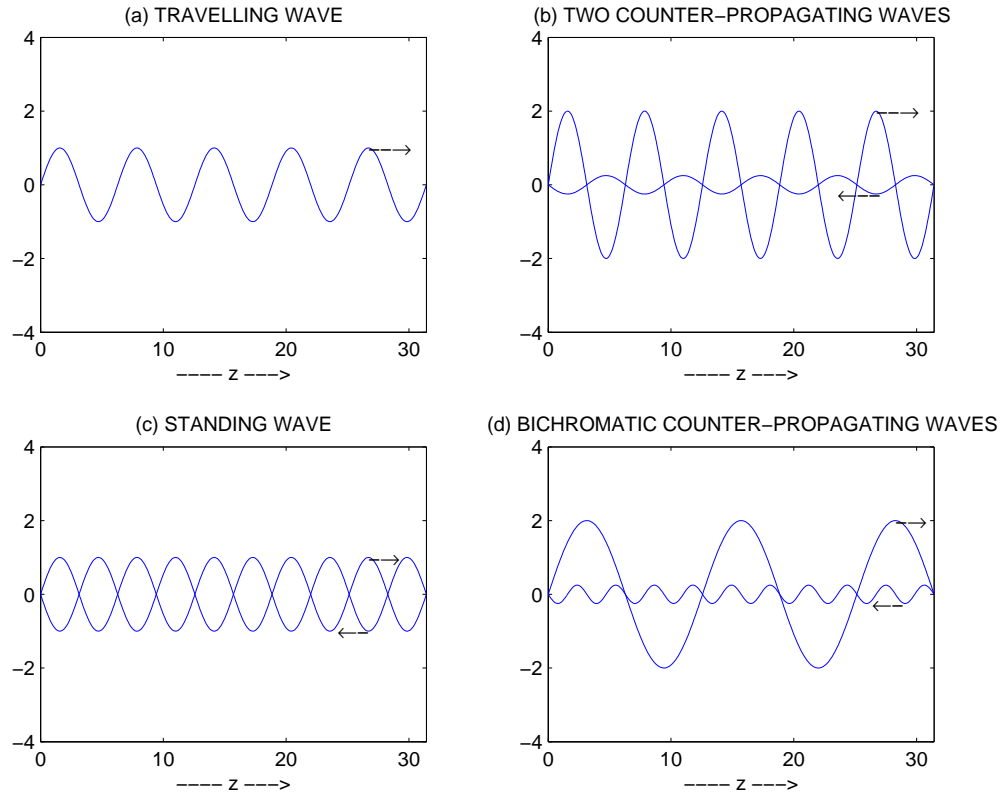 (a) TRAVELLING WAVE
4
2
0
−2
−4
0 10 20 30
−−−− z −−−>
(b) TWO COUNTER−PROPAGATING WAVES
4
2
0
−2
−4
0 10 20 30
−−−− z −−−>
(c) STANDING WAVE
4
2
0
−2
−4
0 10 20 30
−−−− z −−−>
(d) BICHROMATIC COUNTER−PROPAGATING WAVES
4
2
0
−2
−4
0 10 20 30
−−−− z −−−>